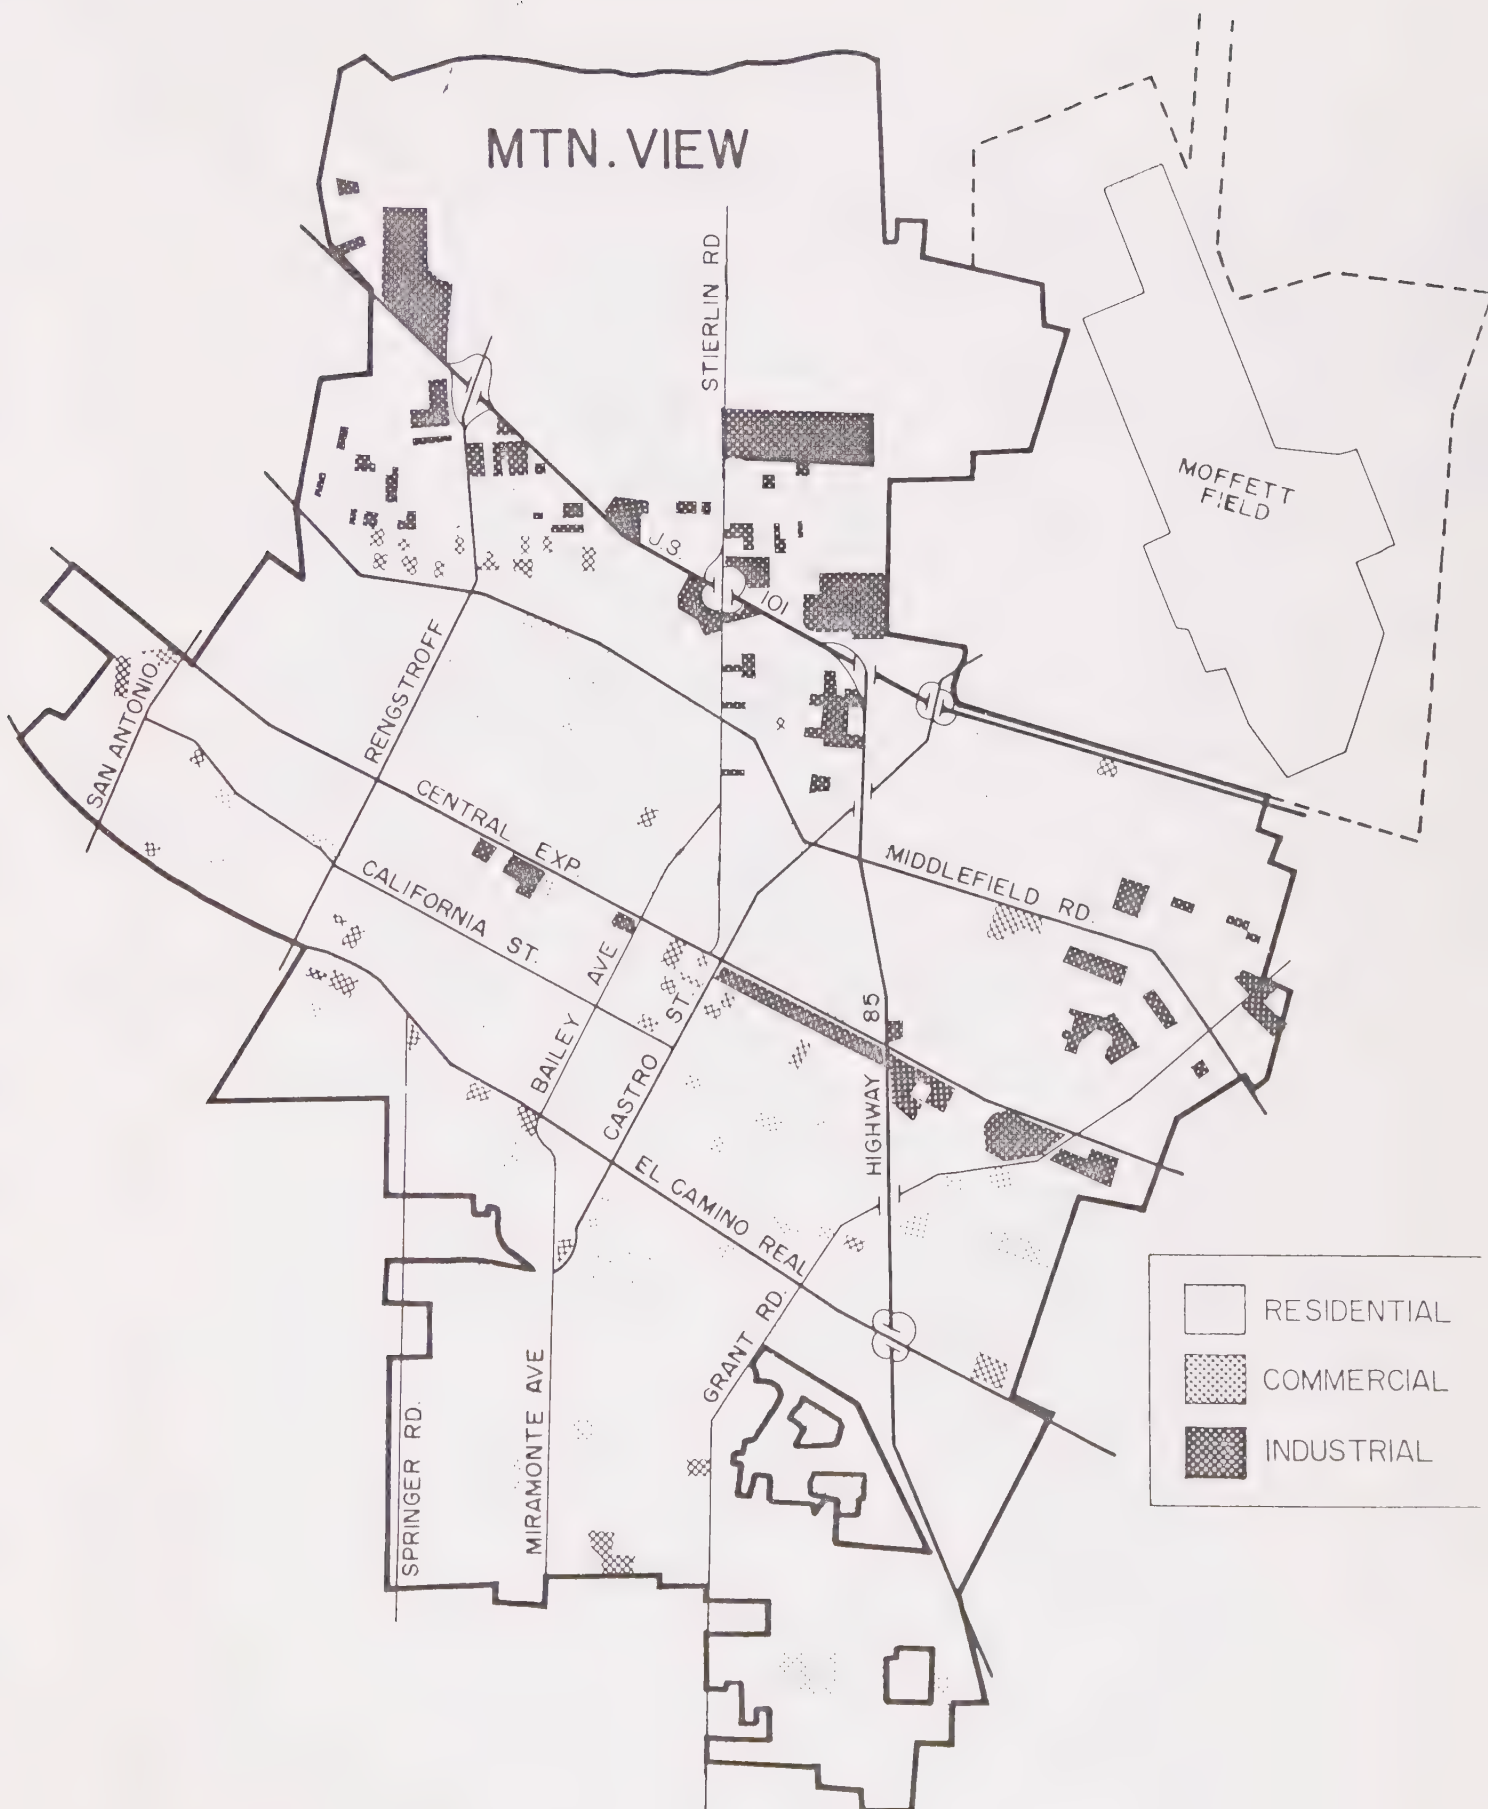 MTN. VIEW
STIERLIN RD
MOFFETT
FIELD
U.S.
101
RENGSTROFF
SAN ANTONIO
CENTRAL EXP.
MIDDLEFIELD RD.
CALIFORNIA ST.
BAILEY AVE
CASTRO ST.
HIGHWAY 85
EL CAMINO REAL
GRANT RD.
MIRAMONTE AVE
SPRINGER RD.
RESIDENTIAL
COMMERCIAL
INDUSTRIAL